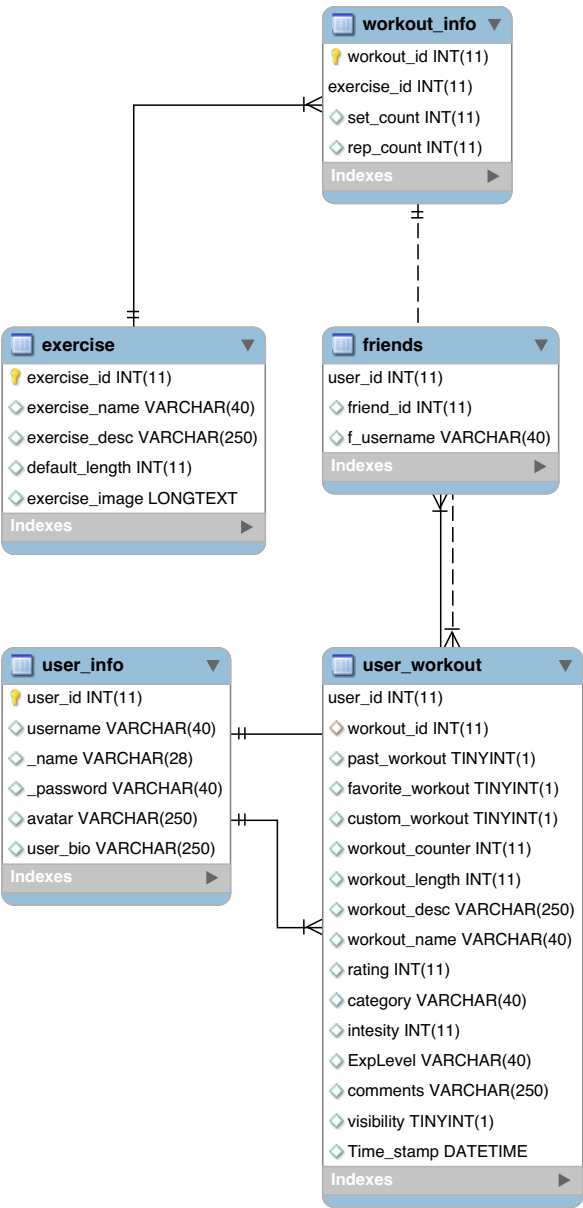 workout_info
workout_id INT(11)
exercise_id INT(11)
set_count INT(11)
rep_count INT(11)
Indexes
exercise
exercise_id INT(11)
exercise_name VARCHAR(40)
exercise_desc VARCHAR(250)
default_length INT(11)
exercise_image LONGTEXT
Indexes
friends
user_id INT(11)
friend_id INT(11)
f_username VARCHAR(40)
Indexes
user_info
user_id INT(11)
username VARCHAR(40)
_name VARCHAR(28)
_password VARCHAR(40)
avatar VARCHAR(250)
user_bio VARCHAR(250)
Indexes
user_workout
user_id INT(11)
workout_id INT(11)
past_workout TINYINT(1)
favorite_workout TINYINT(1)
custom_workout TINYINT(1)
workout_counter INT(11)
workout_length INT(11)
workout_desc VARCHAR(250)
workout_name VARCHAR(40)
rating INT(11)
category VARCHAR(40)
intesity INT(11)
ExpLevel VARCHAR(40)
comments VARCHAR(250)
visibility TINYINT(1)
Time_stamp DATETIME
Indexes